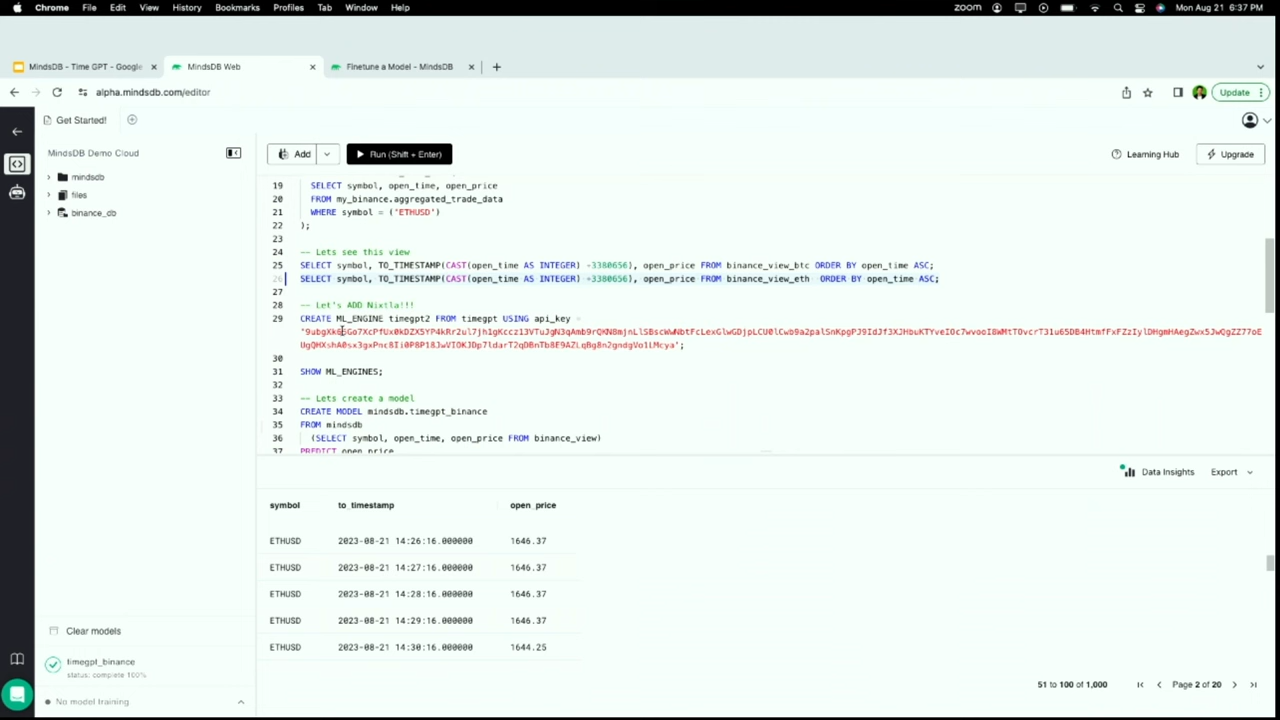 Chrome File Edit View History Bookmarks Profiles Tab Window Help zoom Mon Aug 21 6:37 PM
MindsDB - Time GPT - Google MindsDB Web Finetune a Model - MindsDB
alpha.mindsdb.com/editor Update
Get Started!
MindsDB Demo Cloud Add Run (Shift + Enter) Learning Hub Upgrade
mindsdb
files
binance_db
19 SELECT symbol, open_time, open_price
20 FROM my_binance.aggregated_trade_data
21 WHERE symbol = ('ETHUSD')
22 );
23
24 -- Lets see this view
25 SELECT symbol, TO_TIMESTAMP(CAST(open_time AS INTEGER) +3380656), open_price FROM binance_view_btc ORDER BY open_time ASC;
26 SELECT symbol, TO_TIMESTAMP(CAST(open_time AS INTEGER) +3380656), open_price FROM binance_view_eth ORDER BY open_time ASC;
27
28 -- Let's ADD Nixtla!!!
29 CREATE ML_ENGINE timegpt2 FROM timegpt USING api_key =
30
31 SHOW ML_ENGINES;
32
33 -- Lets create a model
34 CREATE MODEL mindsdb.timegpt_binance
35 FROM mindsdb
36 (SELECT symbol, open_time, open_price FROM binance_view)
37 PREDICT open_price
Data Insights Export
symbol to_timestamp open_price
ETHUSD 2023-08-21 14:26:16.000000 1646.37
ETHUSD 2023-08-21 14:27:16.000000 1646.37
ETHUSD 2023-08-21 14:28:16.000000 1646.37
ETHUSD 2023-08-21 14:29:16.000000 1646.37
ETHUSD 2023-08-21 14:30:16.000000 1644.25
Clear models
timegpt_binance
status: complete 100%
51 to 100 of 1,000 Page 2 of 20
No model training